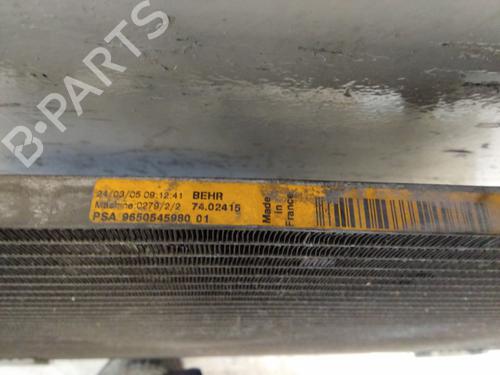 24/03/05 09:12:41 BEHR
Machine:0279/2/2 74.02415
PSA 9650545980 01
Made
in
France
B-PARTS